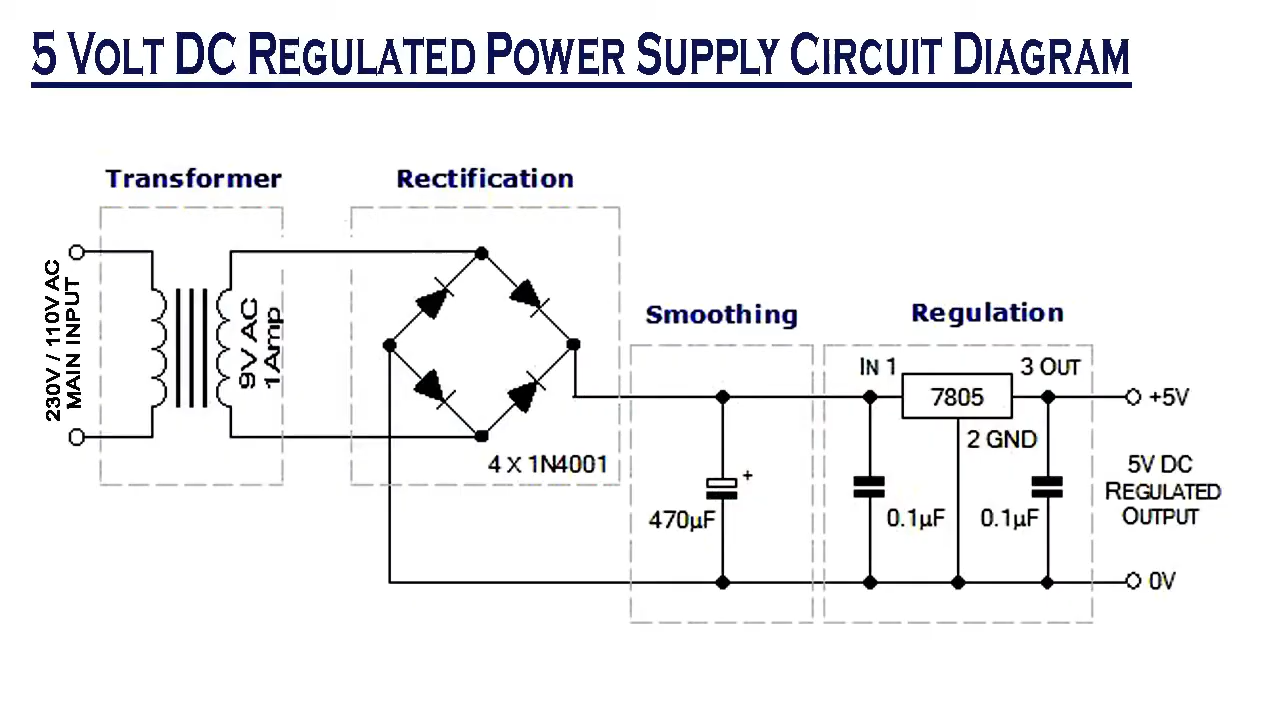 5 VOLT DC REGULATED POWER SUPPLY CIRCUIT DIAGRAM
Transformer
Rectification
230V / 110V AC
MAIN INPUT
9V AC
1 Amp
4 X 1N4001
Smoothing
+
470µF
Regulation
IN 1
3 OUT
7805
2 GND
0.1µF
0.1µF
+5V
5V DC
REGULATED
OUTPUT
0V